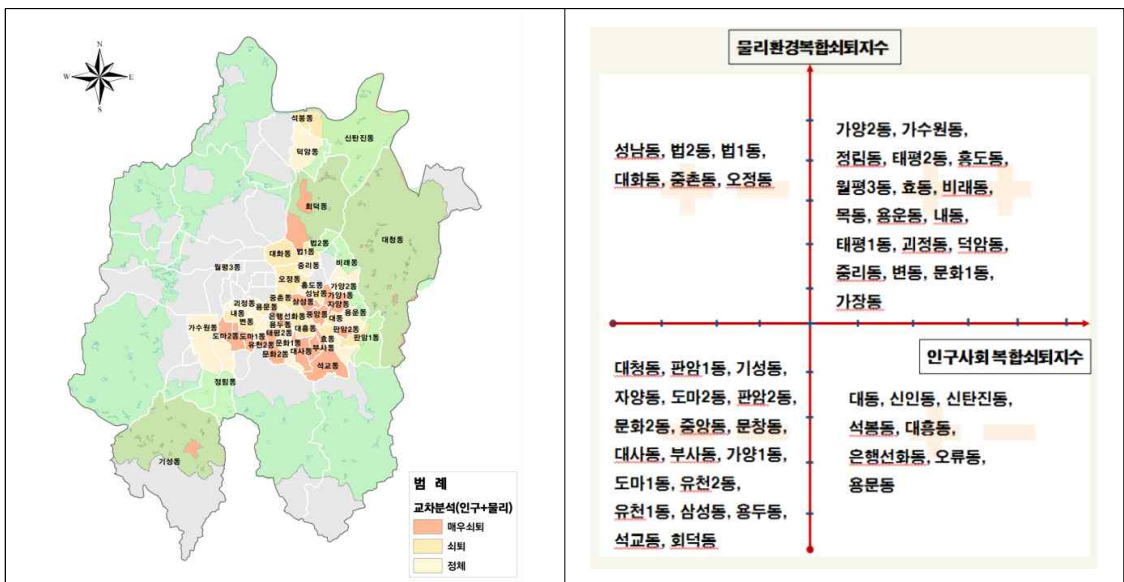 N
W
E
S
석봉동
신탄진동
덕암동
회덕동
대청동
법2동
대화동
법1동
월평3동
중리동
비래동
오정동
홍도동
가양2동
중촌동
성남동
가양1동
괴정동
삼성동
자양동
내동
용문동
용운동
은행선화동
중앙동
대동
가수원동
변동
용두동
대흥동
판암2동
도마2동
도마1동
태평2동
효동
판암1동
유천2동
문화1동
부사동
문화2동
대사동
석교동
정림동
기성동
범 례
교차분석(인구+물리)
매우쇠퇴
쇠퇴
정체
물리환경복합쇠퇴지수
성남동, 법2동, 법1동,
대화동, 중촌동, 오정동
가양2동, 가수원동,
정림동, 태평2동, 홍도동,
월평3동, 효동, 비래동,
목동, 용운동, 내동,
태평1동, 괴정동, 덕암동,
중리동, 변동, 문화1동,
가장동
인구사회 복합쇠퇴지수
대청동, 판암1동, 기성동,
자양동, 도마2동, 판암2동,
문화2동, 중앙동, 문창동,
대사동, 부사동, 가양1동,
도마1동, 유천2동,
유천1동, 삼성동, 용두동,
석교동, 회덕동
대동, 신인동, 신탄진동,
석봉동, 대흥동,
은행선화동, 오류동,
용문동